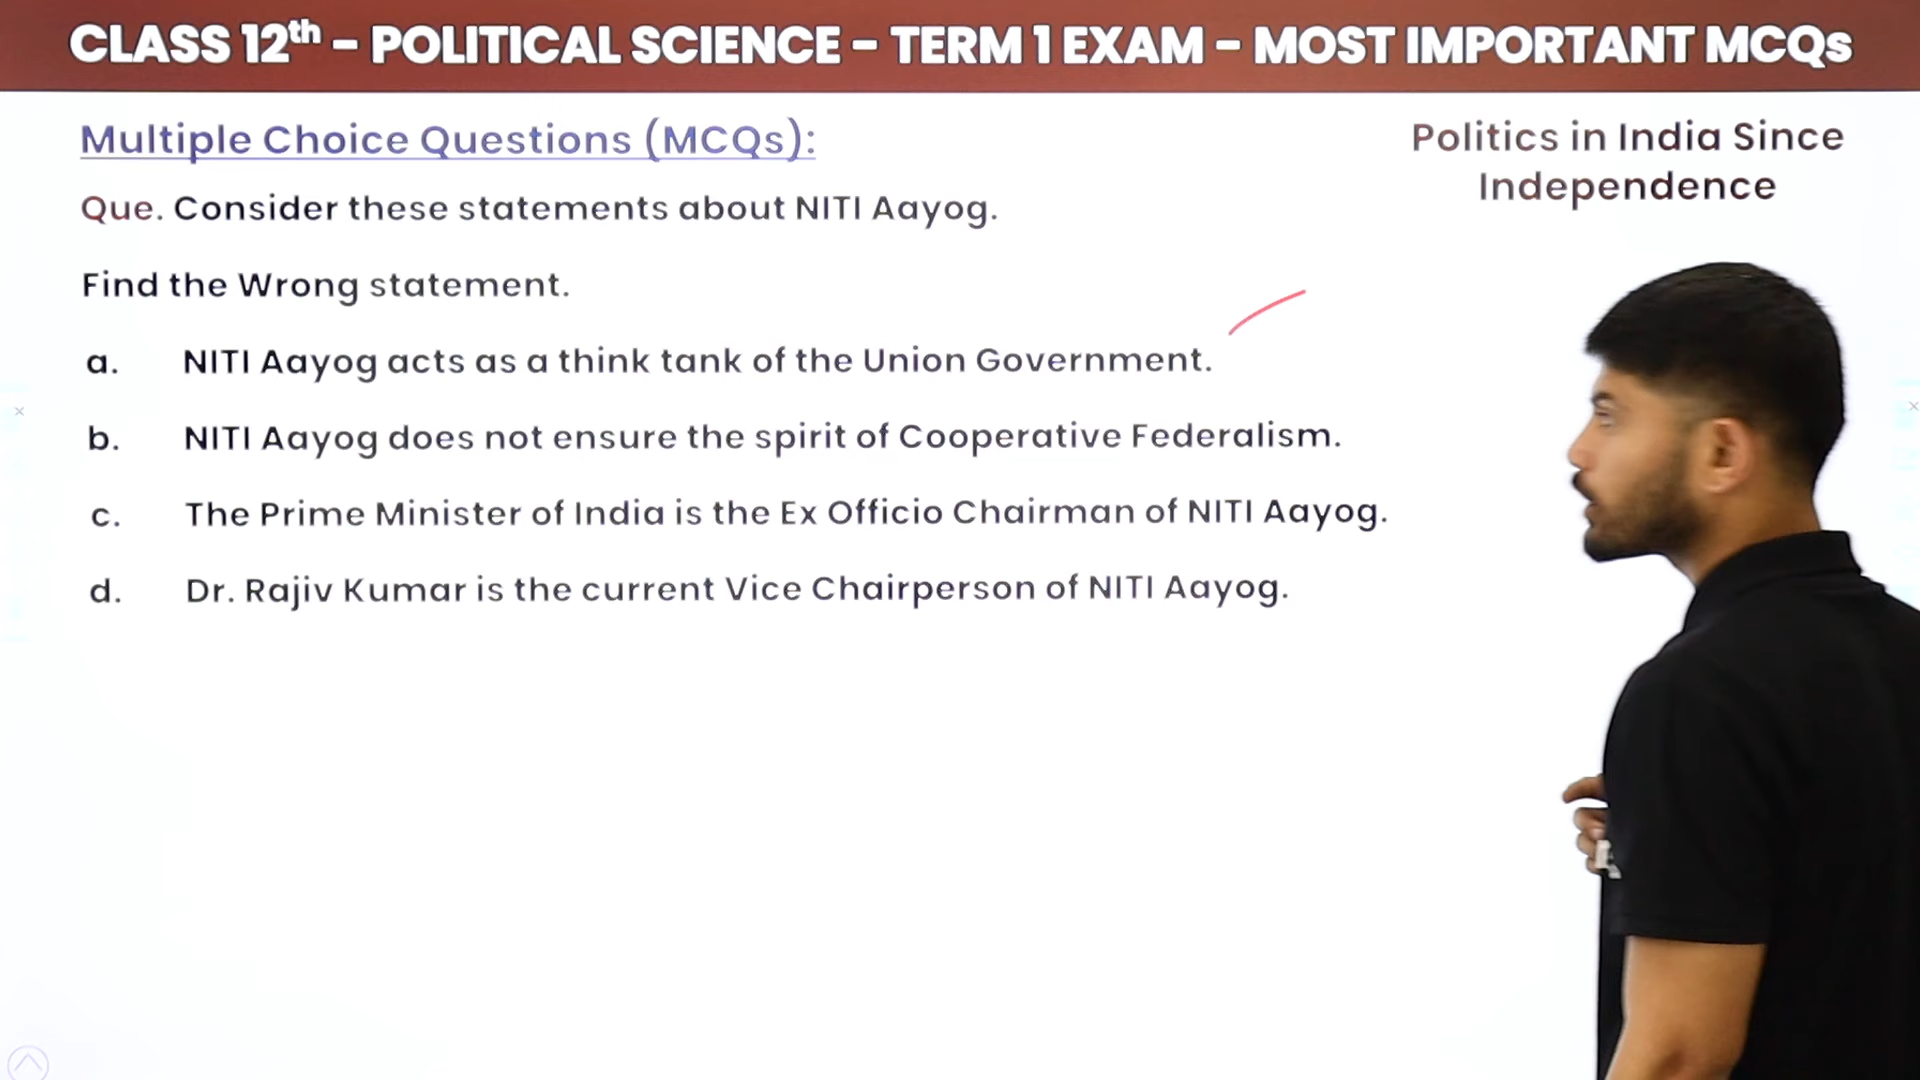 CLASS 12th – POLITICAL SCIENCE – TERM 1 EXAM – MOST IMPORTANT MCQs
Multiple Choice Questions (MCQs):
Politics in India Since
Independence
Que. Consider these statements about NITI Aayog.
Find the Wrong statement.
a. NITI Aayog acts as a think tank of the Union Government.
b. NITI Aayog does not ensure the spirit of Cooperative Federalism.
c. The Prime Minister of India is the Ex Officio Chairman of NITI Aayog.
d. Dr. Rajiv Kumar is the current Vice Chairperson of NITI Aayog.